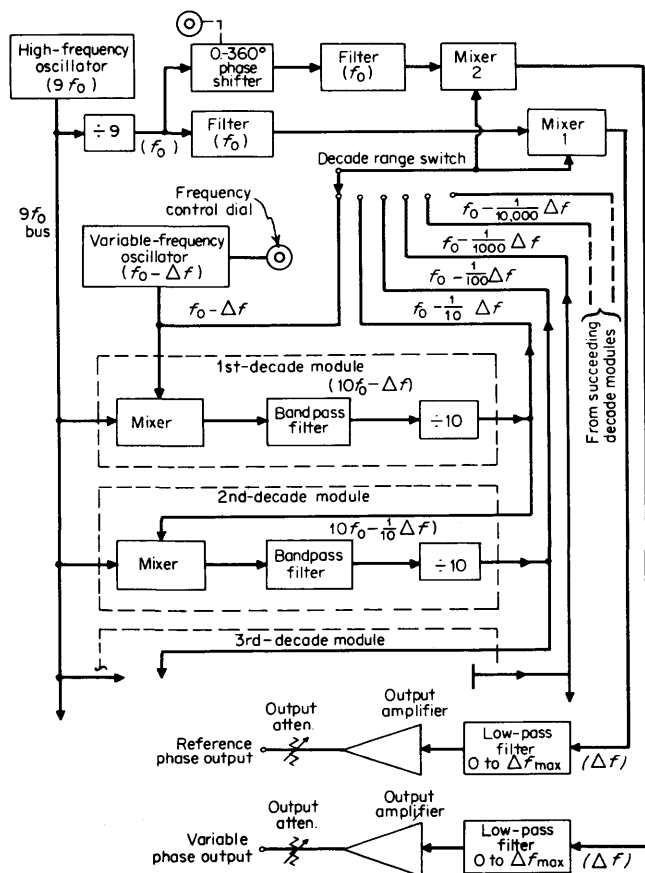 High-frequency
oscillator
(9f₀)
0-360°
phase
shifter
Filter
(f₀)
Mixer
2
÷9
(f₀)
Filter
(f₀)
Mixer
1
Decade range switch
9f₀
bus
Frequency
control dial
Variable-frequency
oscillator
(f₀-Δf)
f₀-Δf
f₀-1/10,000 Δf
f₀-1/1000 Δf
f₀-1/100 Δf
f₀-1/10 Δf
From succeeding
decade modules
1st-decade module
(10f₀-Δf)
Mixer
Bandpass
filter
÷10
2nd-decade module
10f₀-1/10 Δf)
Mixer
Bandpass
filter
÷10
3rd-decade module
Reference
phase output
Output
atten.
Output
amplifier
Low-pass
filter
0 to Δfmax
(Δf)
Variable
phase output
Output
atten.
Output
amplifier
Low-pass
filter
0 to Δfmax
(Δf)